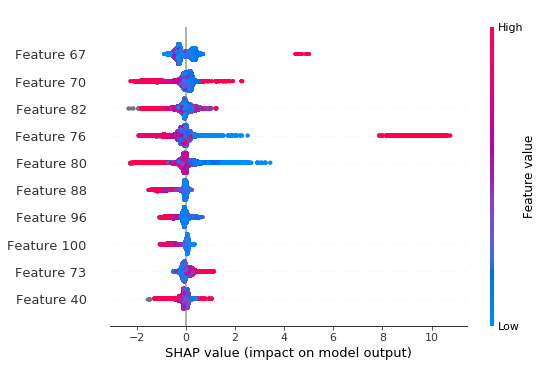 High
Feature 67
Feature 70
Feature 82
Feature 76
Feature 80
Feature 88
Feature 96
Feature 100
Feature 73
Feature 40
Feature value
Low
−2 0 2 4 6 8 10
SHAP value (impact on model output)